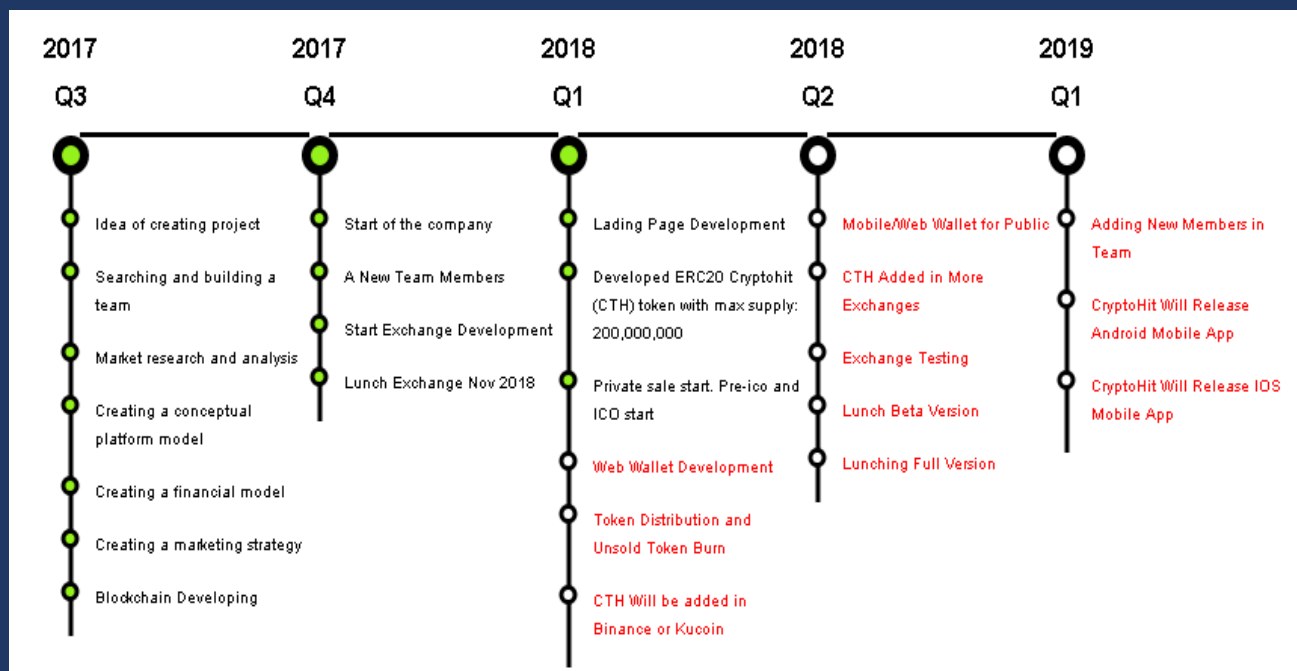 2017
Q3
Idea of creating project
Searching and building a
team
Market research and analysis
Creating a conceptual
platform model
Creating a financial model
Creating a marketing strategy
Blockchain Developing
2017
Q4
Start of the company
A New Team Members
Start Exchange Development
Lunch Exchange Nov 2018
2018
Q1
Lading Page Development
Developed ERC20 Cryptohit
(CTH) token with max supply:
200,000,000
Private sale start. Pre-ico and
ICO start
Web Wallet Development
Token Distribution and
Unsold Token Burn
CTH Will be added in
Binance or Kucoin
2018
Q2
Mobile/Web Wallet for Public
CTH Added in More
Exchanges
Exchange Testing
Lunch Beta Version
Lunching Full Version
2019
Q1
Adding New Members in
Team
CryptoHit Will Release
Android Mobile App
CryptoHit Will Release IOS
Mobile App